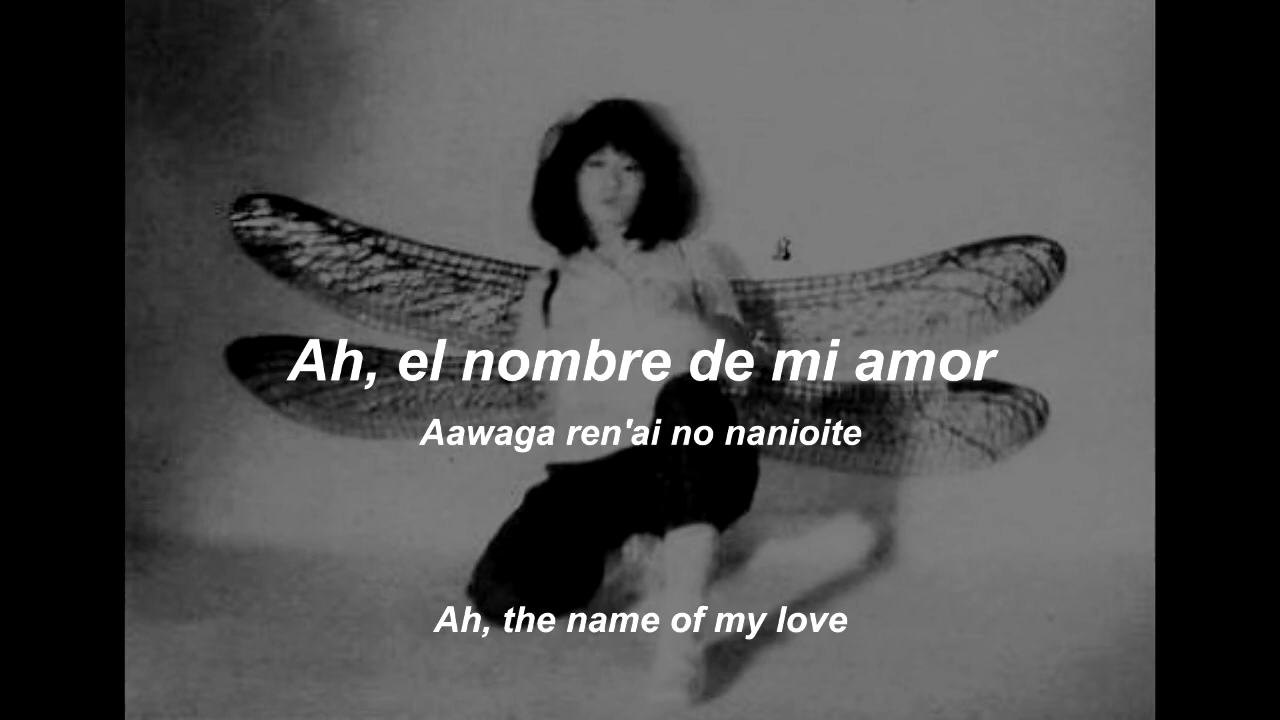 Ah, el nombre de mi amor
Aawaga ren'ai no nanioite
Ah, the name of my love